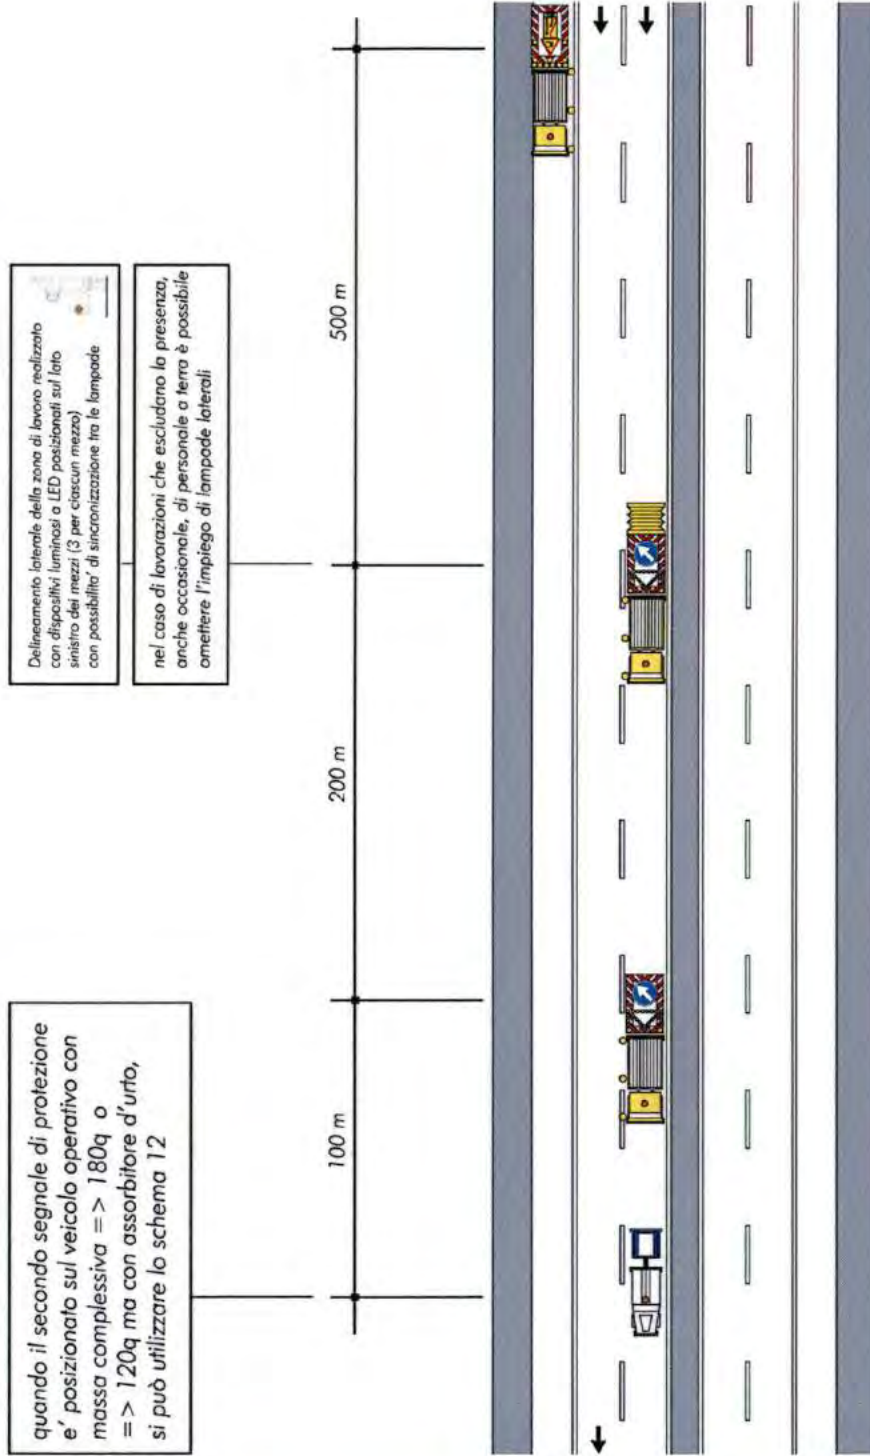 Delineamento laterale della zona di lavoro realizzato
con dispositivi luminosi a LED posizionati sul lato
sinistro dei mezzi (3 per ciascun mezzo)
con possibilita' di sincronizzazione tra le lampade
nel caso di lavorazioni che escludano la presenza,
anche occasionale, di personale a terra è possibile
omettere l'impiego di lampade laterali
quando il secondo segnale di protezione
e' posizionato sul veicolo operativo con
massa complessiva => 180q o
=> 120q ma con assorbitore d'urto,
si può utilizzare lo schema 12
100 m
200 m
500 m